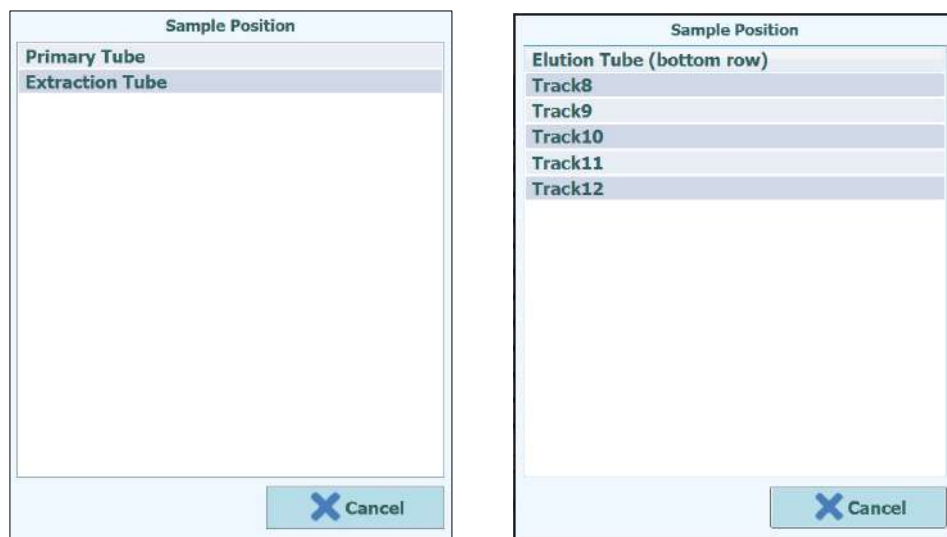 Sample Position
Primary Tube
Extraction Tube
Cancel
Sample Position
Elution Tube (bottom row)
Track8
Track9
Track10
Track11
Track12
Cancel